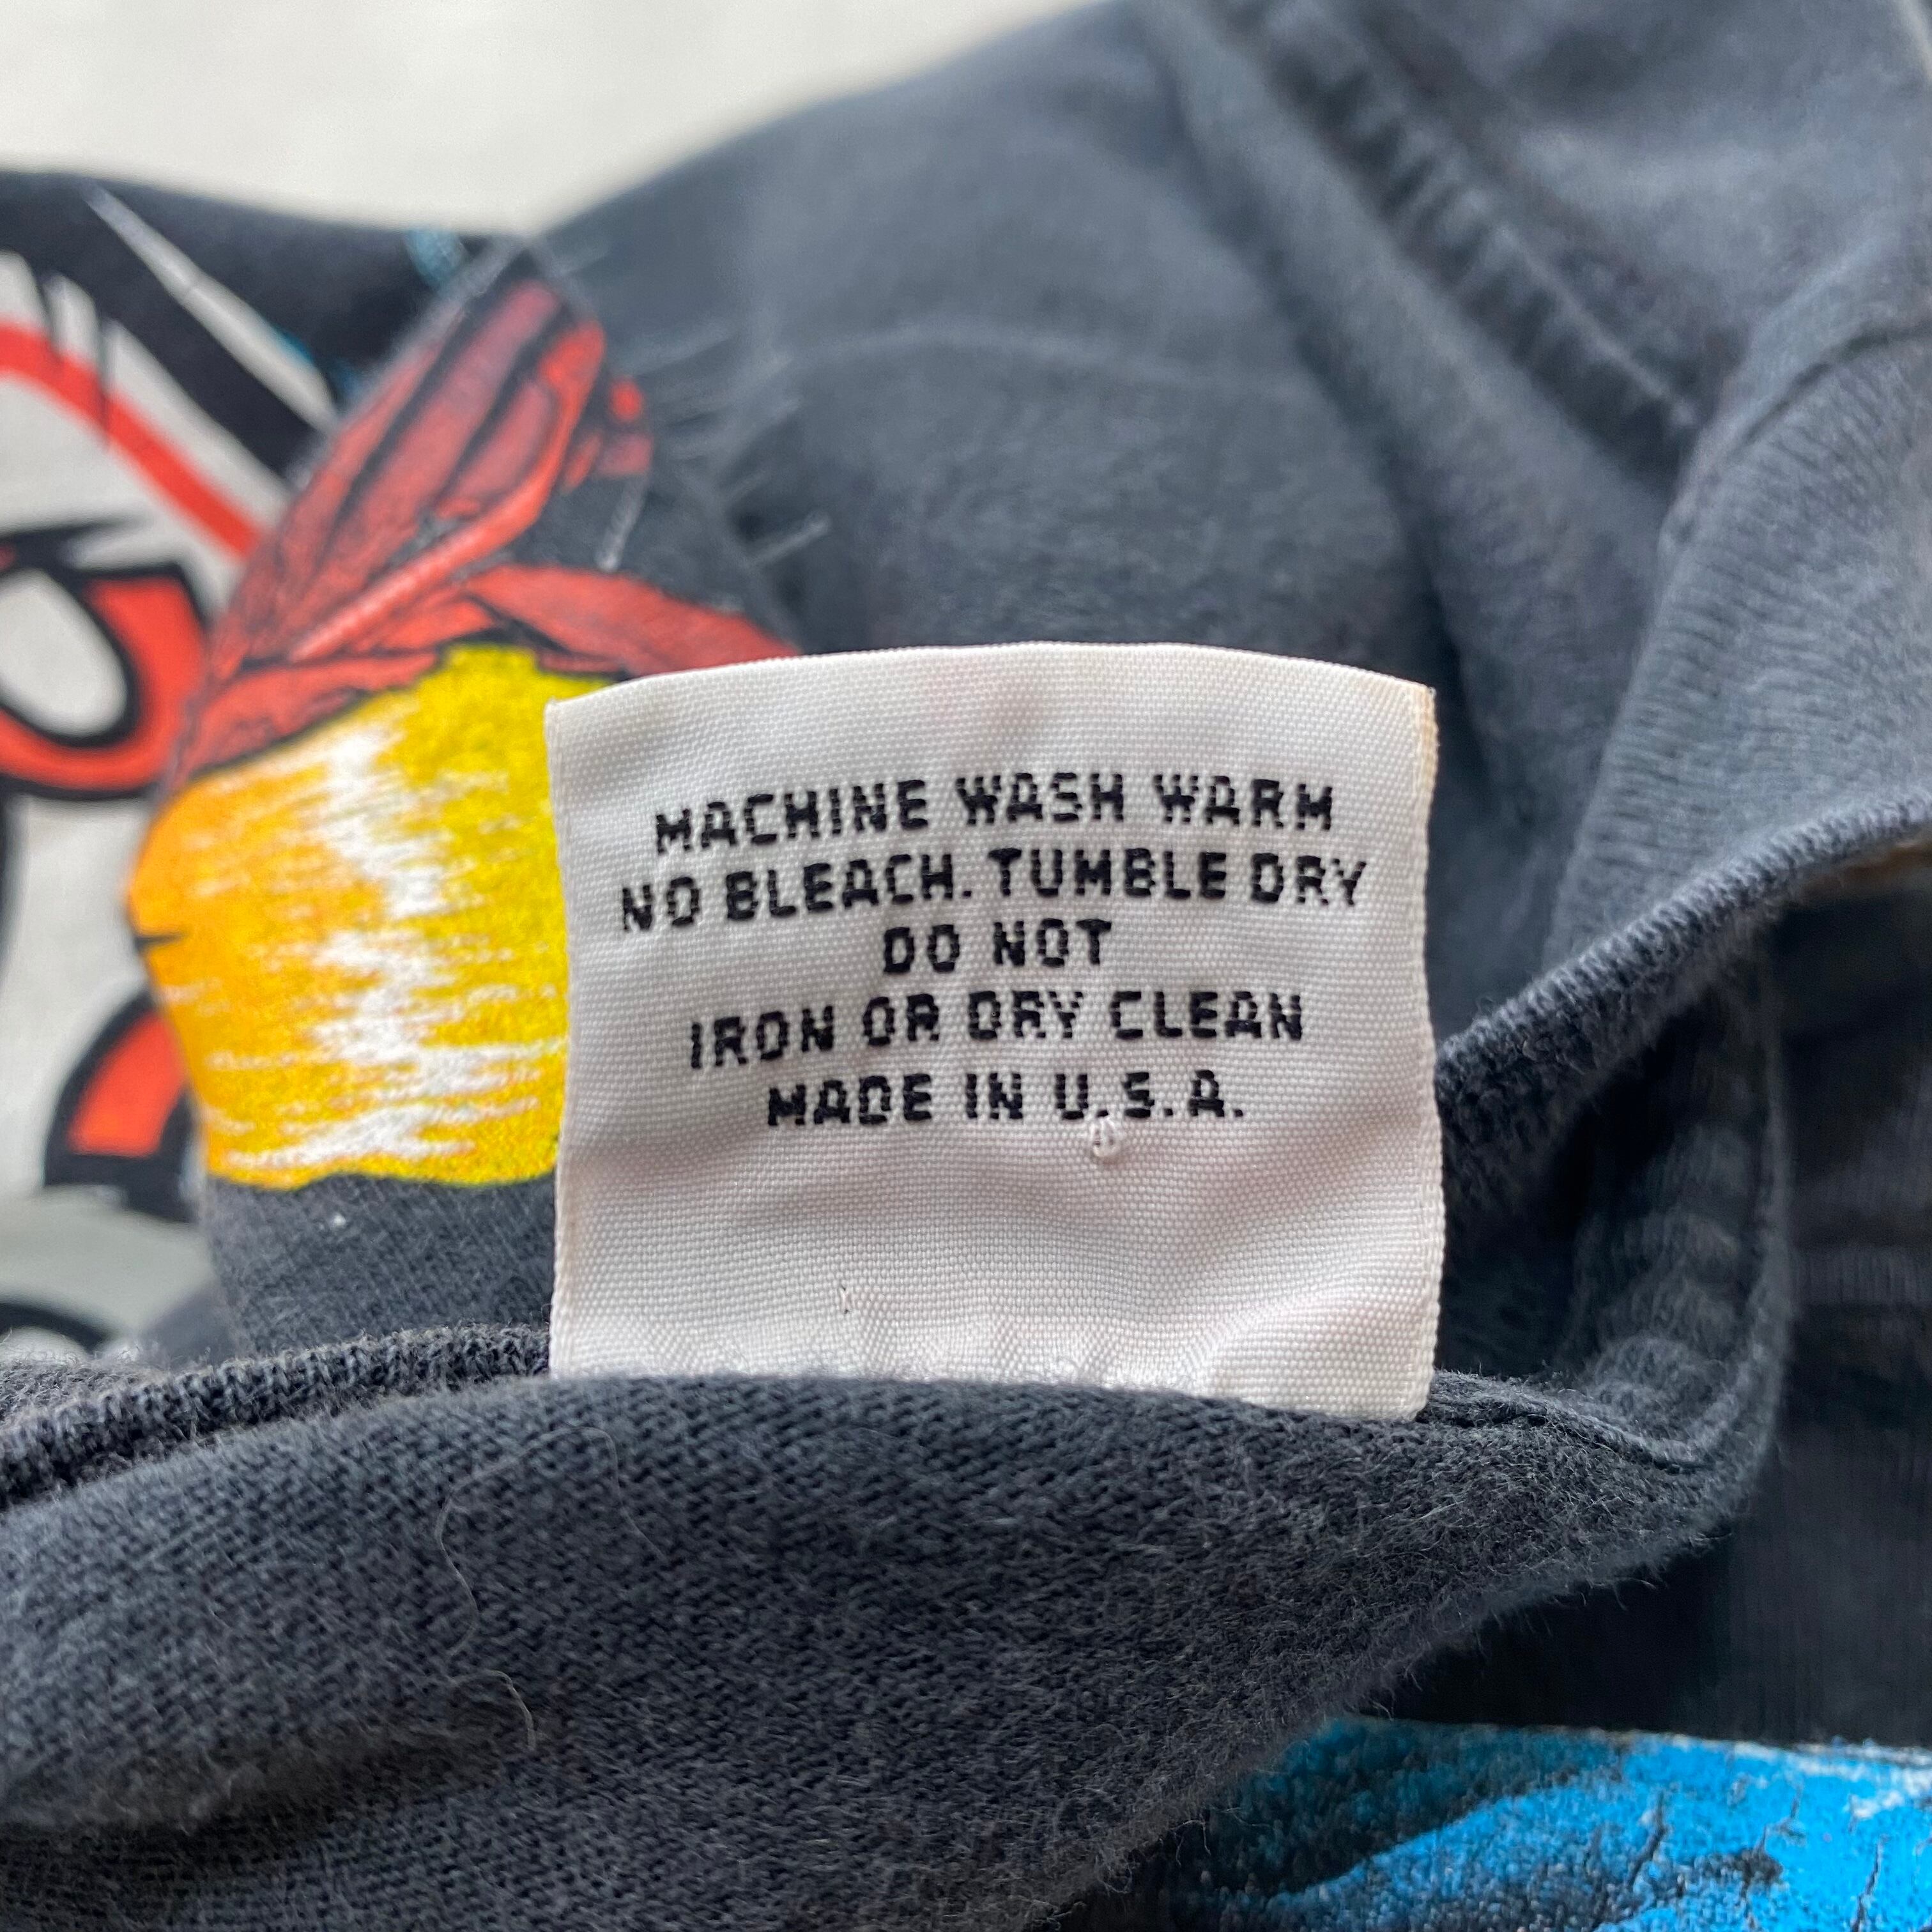 MACHINE WASH WARM
NO BLEACH. TUMBLE DRY
DO NOT
IRON OR DRY CLEAN
MADE IN U.S.A.